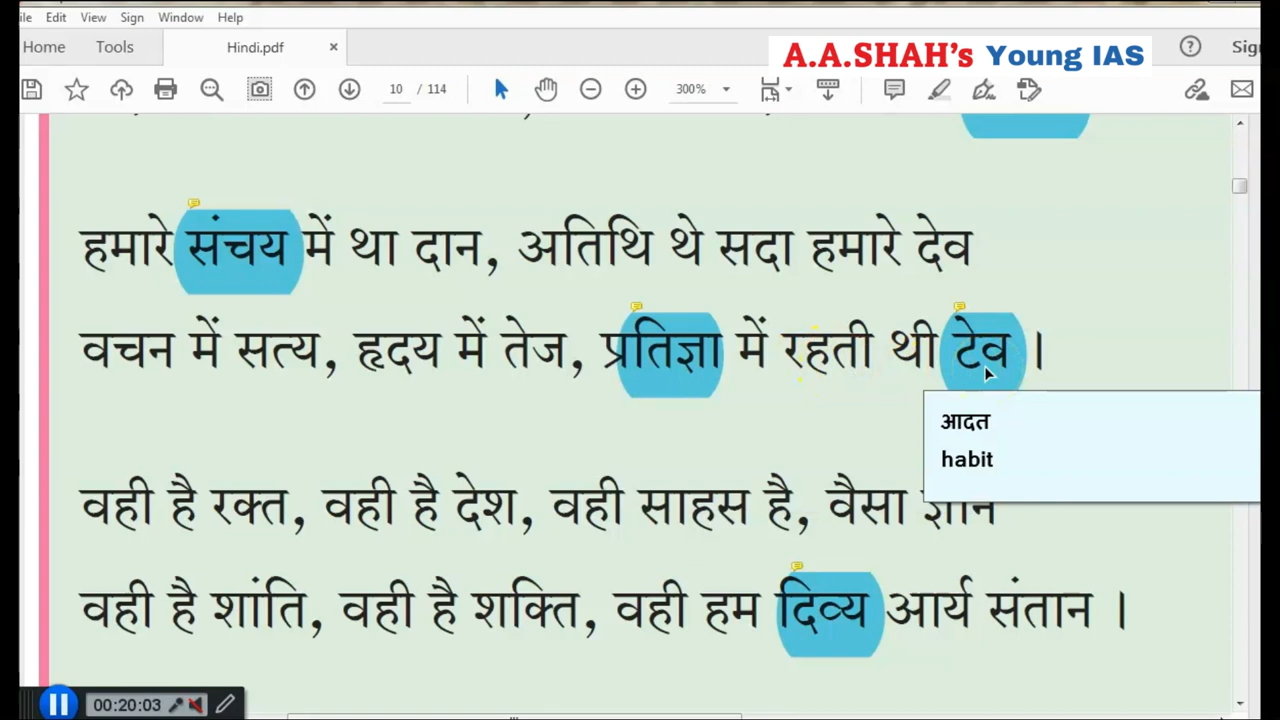 ile Edit View Sign Window Help
Home Tools Hindi.pdf × A.A.SHAH's Young IAS ? Sig
10 / 114 300%
हमारे संचय में था दान, अतिथि थे सदा हमारे देव
वचन में सत्य, हृदय में तेज, प्रतिज्ञा में रहती थी टेव ।
आदत
habit
वही है रक्त, वही है देश, वही साहस है, वैसा ज्ञान
वही है शांति, वही है शक्ति, वही हम दिव्य आर्य संतान ।
00:20:03